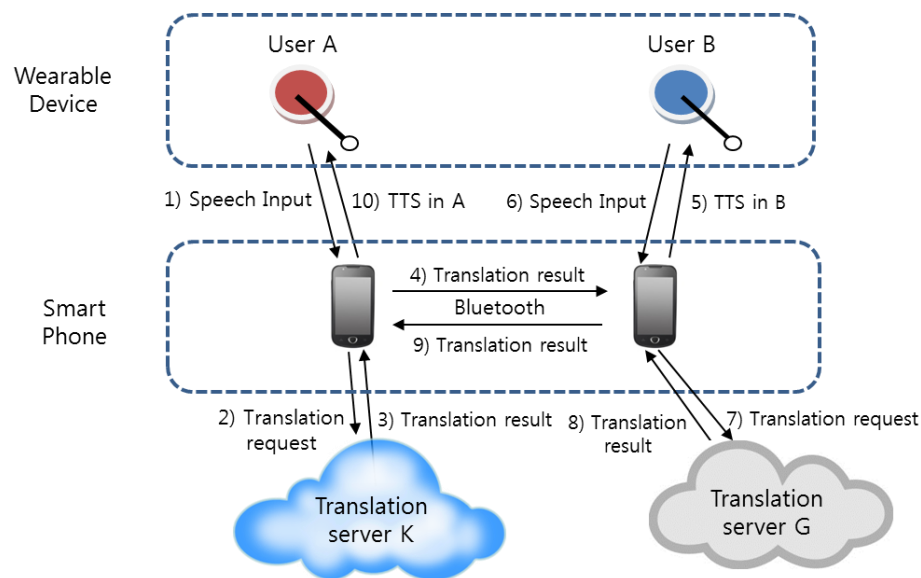 User A
User B
Wearable
Device
1) Speech Input
10) TTS in A
6) Speech Input
5) TTS in B
Smart
Phone
4) Translation result
Bluetooth
9) Translation result
2) Translation
request
3) Translation result
8) Translation
result
7) Translation request
Translation
server K
Translation
server G